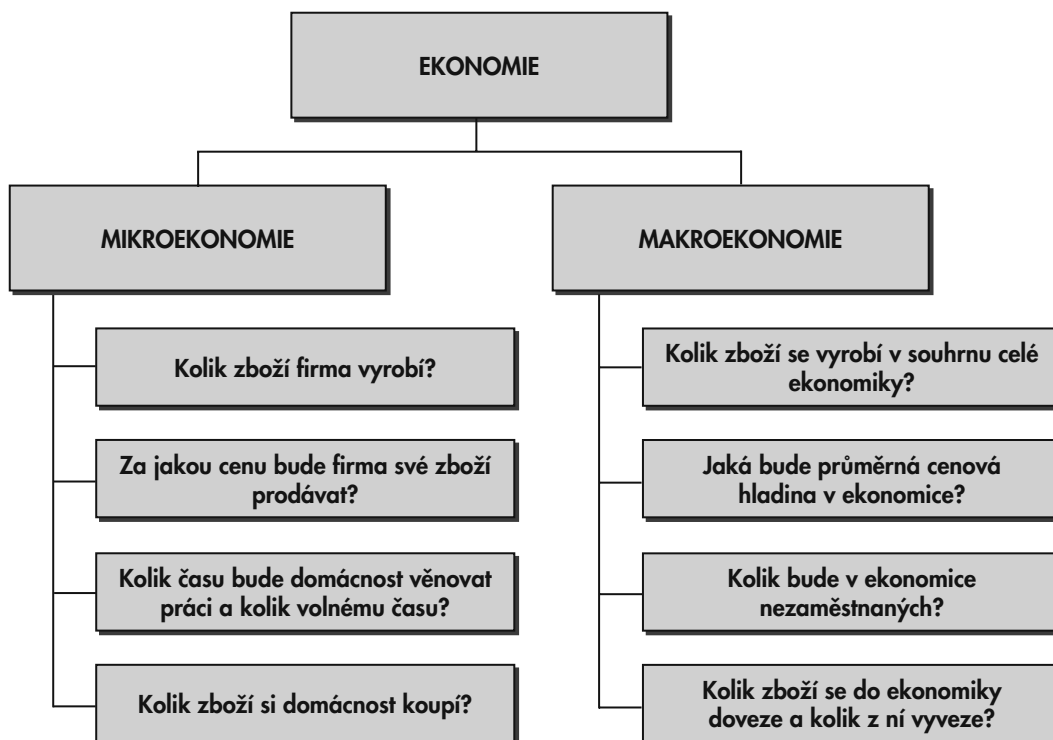 EKONOMIE
MIKROEKONOMIE
Kolik zboží firma vyrobí?
Za jakou cenu bude firma své zboží
prodávat?
Kolik času bude domácnost věnovat
práci a kolik volnému času?
Kolik zboží si domácnost koupí?
MAKROEKONOMIE
Kolik zboží se vyrobí v souhrnu celé
ekonomiky?
Jaká bude průměrná cenová
hladina v ekonomice?
Kolik bude v ekonomice
nezaměstnaných?
Kolik zboží se do ekonomiky
doveze a kolik z ní vyveze?